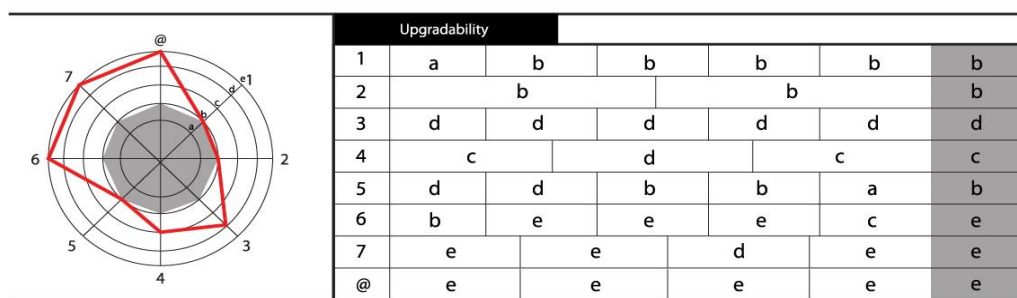 Upgradability
@
7
e1
d
c
b
a
6
2
5
3
4
1 a b b b b b
2 b b b
3 d d d d d d
4 c d c c
5 d d b b a b
6 b e e e c e
7 e e d e e
@ e e e e e